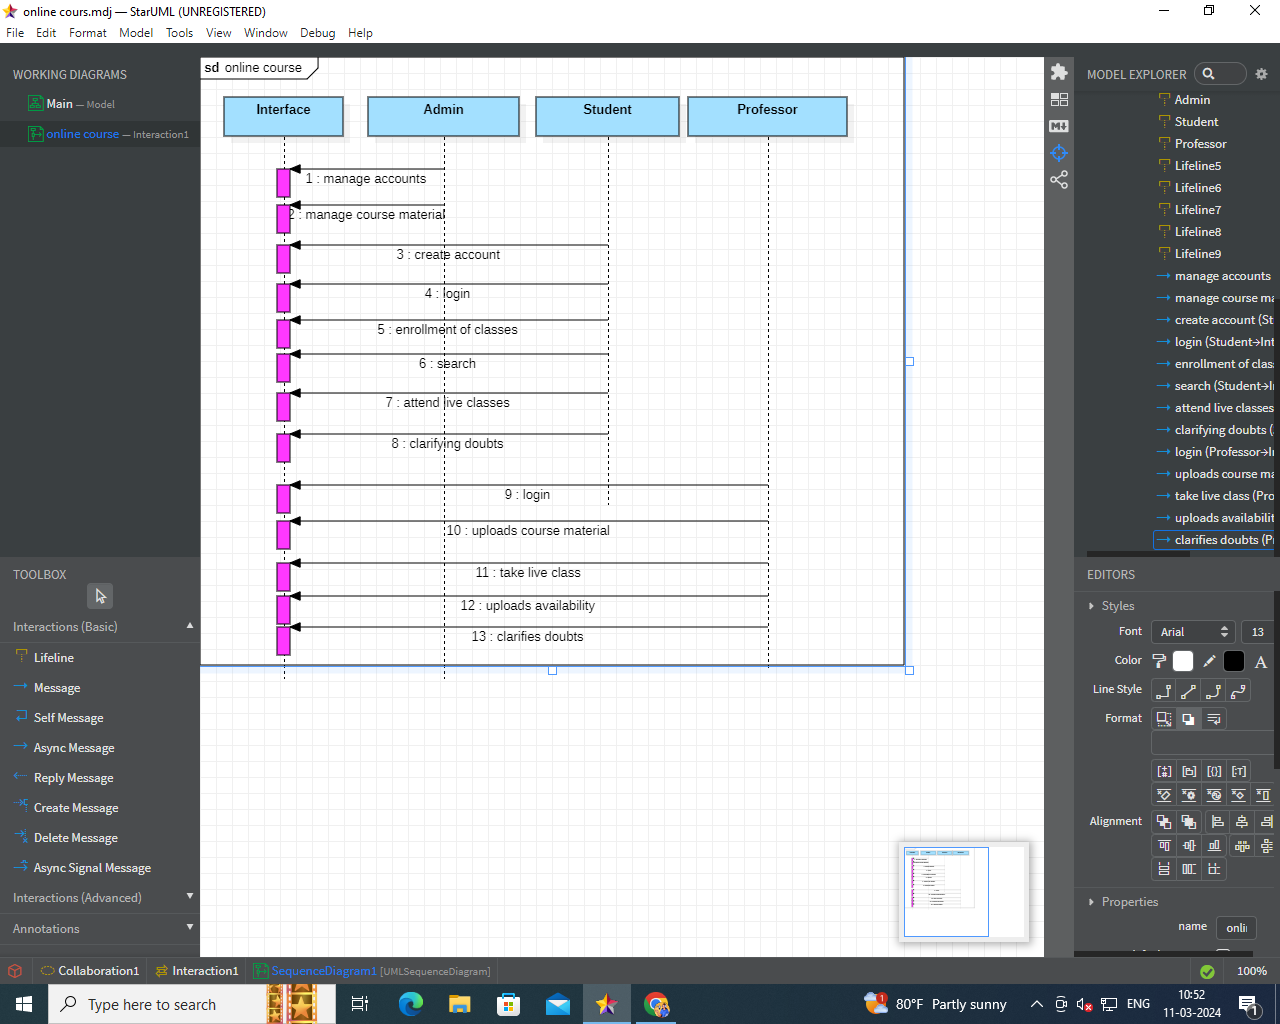 online cours.mdj — StarUML (UNREGISTERED)
File Edit Format Model Tools View Window Debug Help
WORKING DIAGRAMS
Main — Model
online course — Interaction1
sd online course
Interface Admin Student Professor
1 : manage accounts
2 : manage course material
3 : create account
4 : login
5 : enrollment of classes
6 : search
7 : attend live classes
8 : clarifying doubts
9 : login
10 : uploads course material
11 : take live class
12 : uploads availability
13 : clarifies doubts
TOOLBOX
Interactions (Basic)
Lifeline
Message
Self Message
Async Message
Reply Message
Create Message
Delete Message
Async Signal Message
Interactions (Advanced)
Annotations
MODEL EXPLORER
Admin
Student
Professor
Lifeline5
Lifeline6
Lifeline7
Lifeline8
Lifeline9
manage accounts
manage course ma
create account (St
login (Student→Int
enrollment of clas
search (Student→I
attend live classes
clarifying doubts (
login (Professor→I
uploads course ma
take live class (Pro
uploads availabilit
clarifies doubts (P
EDITORS
Styles
Font Arial 13
Color A
Line Style
Format
Alignment
Properties
name onli
Collaboration1 Interaction1 SequenceDiagram1 [UMLSequenceDiagram] 100%
Type here to search
80°F Partly sunny
ENG
10:52
11-03-2024